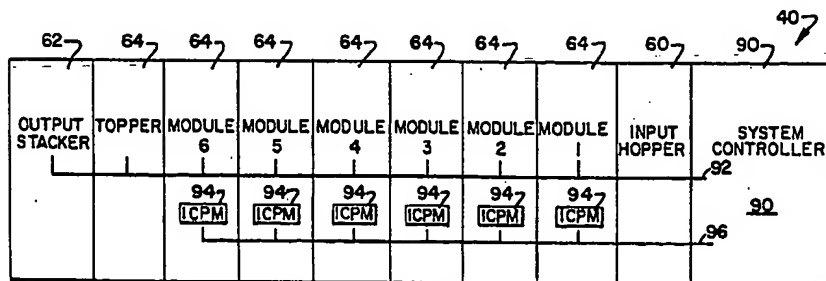 40
62 64 64 64 64 64 64 64 60 90
OUTPUT STACKER TOPPER MODULE 6 MODULE 5 MODULE 4 MODULE 3 MODULE 2 MODULE 1 INPUT HOPPER SYSTEM CONTROLLER
92
94 94 94 94 94 94
ICPM ICPM ICPM ICPM ICPM ICPM
90
96